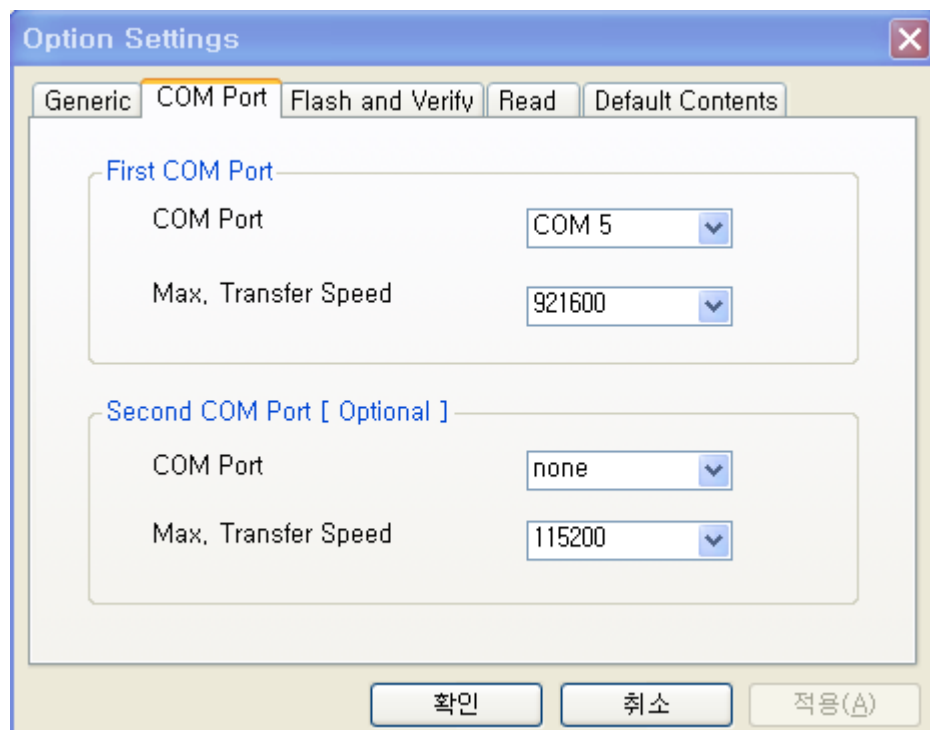 Option Settings
Generic COM Port Flash and Verify Read Default Contents
First COM Port
COM Port COM 5
Max, Transfer Speed 921600
Second COM Port [ Optional ]
COM Port none
Max, Transfer Speed 115200
확인 취소 적용(A)